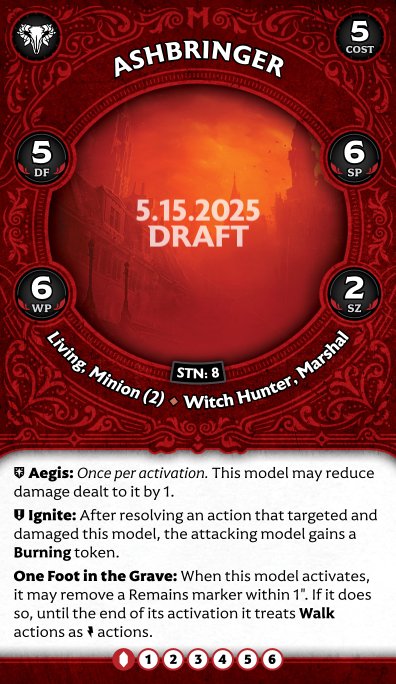 ASHBRINGER
5
COST
5
DF
6
SP
5.15.2025
DRAFT
6
WP
2
SZ
STN: 8
Living, Minion (2) ♦ Witch Hunter, Marshal
Aegis: Once per activation. This model may reduce
damage dealt to it by 1.
Ignite: After resolving an action that targeted and
damaged this model, the attacking model gains a
Burning token.
One Foot in the Grave: When this model activates,
it may remove a Remains marker within 1". If it does
so, until the end of its activation it treats Walk
actions as actions.
1 2 3 4 5 6